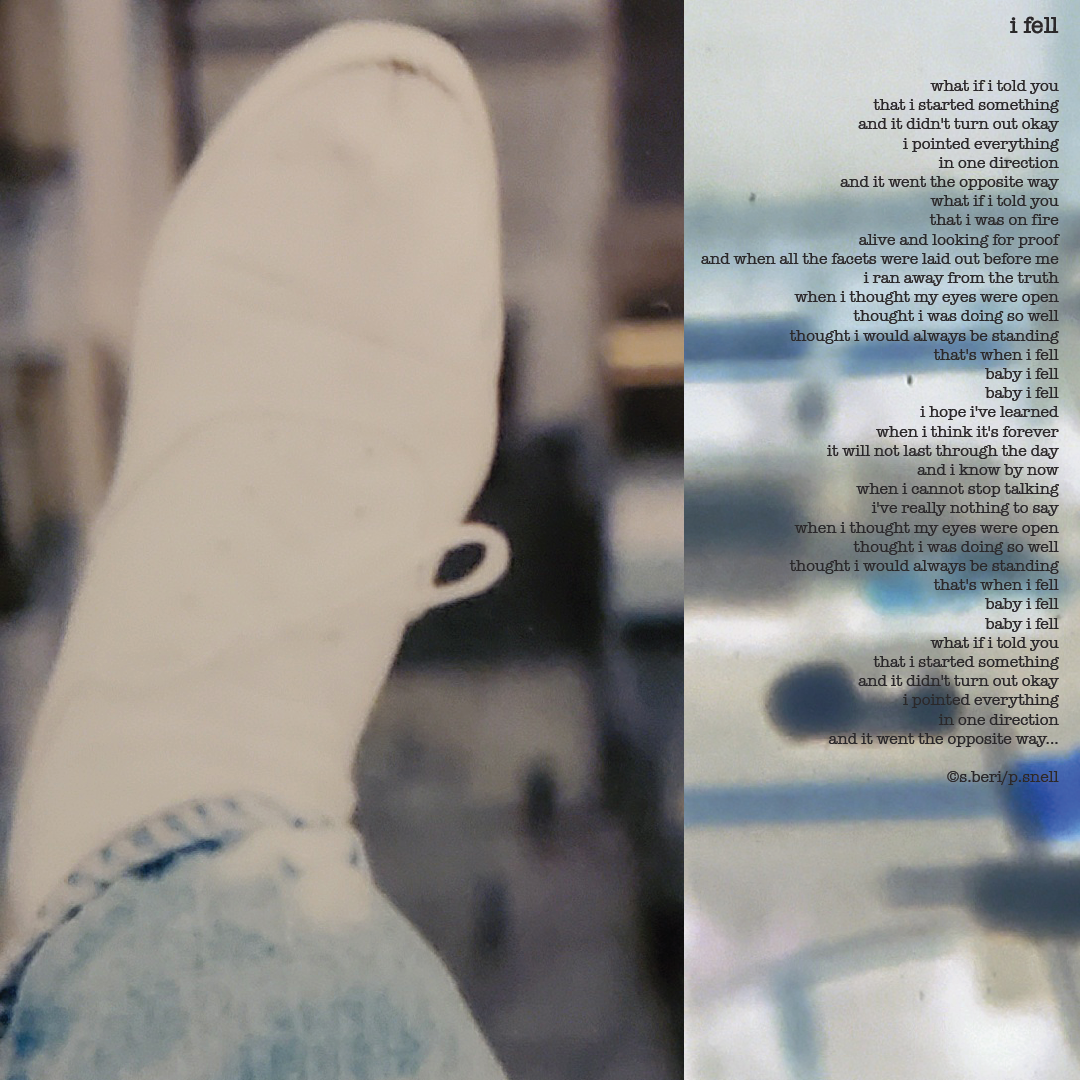 i fell
what if i told you
that i started something
and it didn't turn out okay
i pointed everything
in one direction
and it went the opposite way
what if i told you
that i was on fire
alive and looking for proof
and when all the facets were laid out before me
i ran away from the truth
when i thought my eyes were open
thought i was doing so well
thought i would always be standing
that's when i fell
baby i fell
baby i fell
i hope i've learned
when i think it's forever
it will not last through the day
and i know by now
when i cannot stop talking
i've really nothing to say
when i thought my eyes were open
thought i was doing so well
thought i would always be standing
that's when i fell
baby i fell
baby i fell
what if i told you
that i started something
and it didn't turn out okay
i pointed everything
in one direction
and it went the opposite way...
©s.beri/p.snell